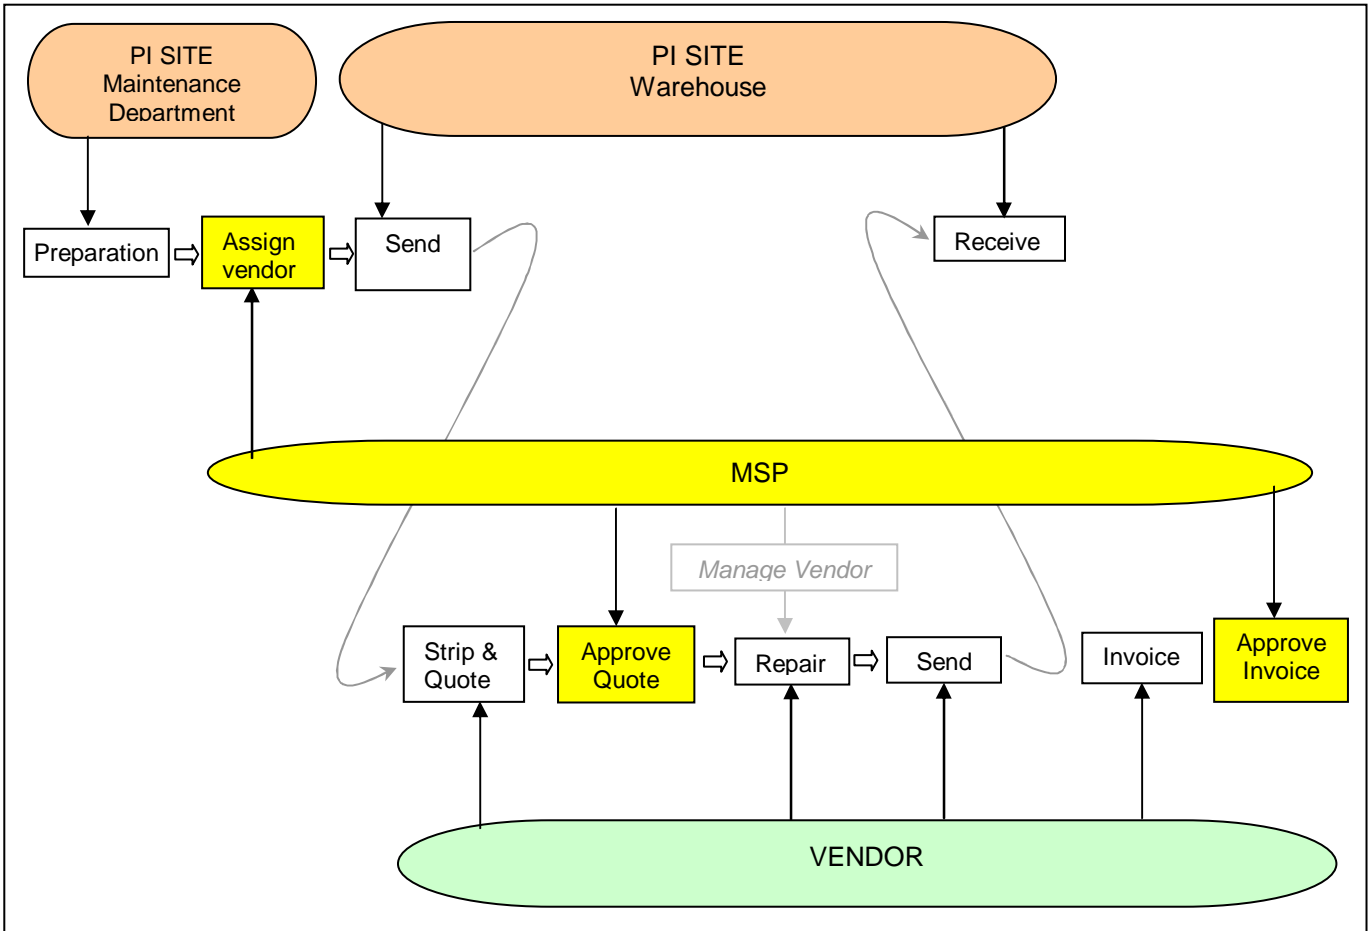 PI SITE
Maintenance
Department
PI SITE
Warehouse
Preparation
Assign
vendor
Send
Receive
MSP
Manage Vendor
Strip &
Quote
Approve
Quote
Repair
Send
Invoice
Approve
Invoice
VENDOR